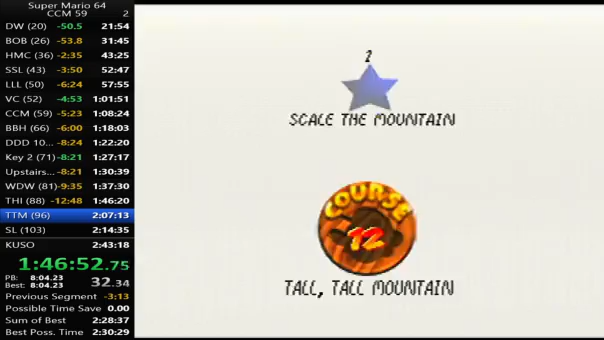 Super Mario 64
CCM 59 2
DW (20) -50.5 21:54
BOB (26) -53.8 31:45
HMC (36) -2:35 43:25
SSL (43) -3:50 52:47
LLL (50) -6:24 57:55
VC (52) -4:53 1:01:51
CCM (59) -5:23 1:08:24
BBH (66) -6:00 1:18:03
DDD 10... -8:24 1:22:20
Key 2 (71) -8:21 1:27:17
Upstairs... -8:21 1:30:39
WDW (81) -9:35 1:37:30
THI (88) -12:48 1:46:20
TTM (96) 2:07:13
SL (103) 2:14:35
KUSO 2:43:18
1:46:52.75
PB: 8:04.23
Best: 8:04.23
32.34
Previous Segment -3:13
Possible Time Save 0.00
Sum of Best 2:28:37
Best Poss. Time 2:30:29
2
SCALE THE MOUNTAIN
COURSE
12
TALL, TALL MOUNTAIN